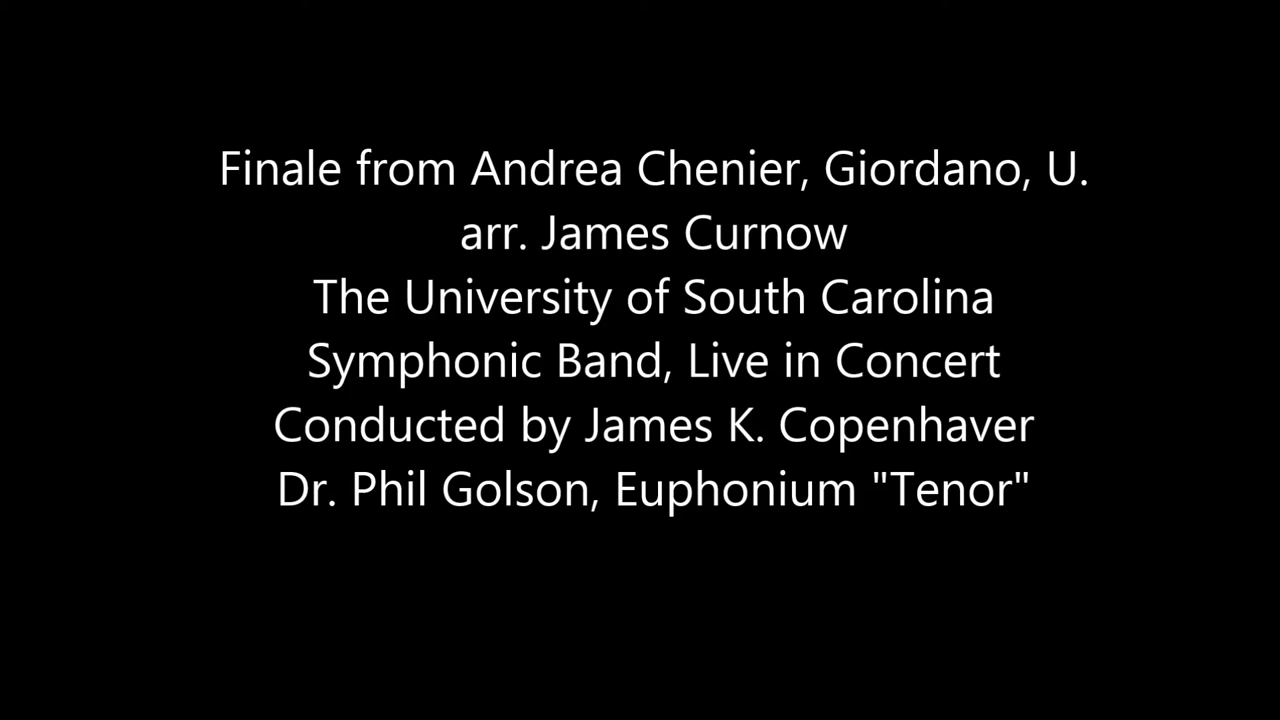 Finale from Andrea Chenier, Giordano, U.
arr. James Curnow
The University of South Carolina
Symphonic Band, Live in Concert
Conducted by James K. Copenhaver
Dr. Phil Golson, Euphonium "Tenor"